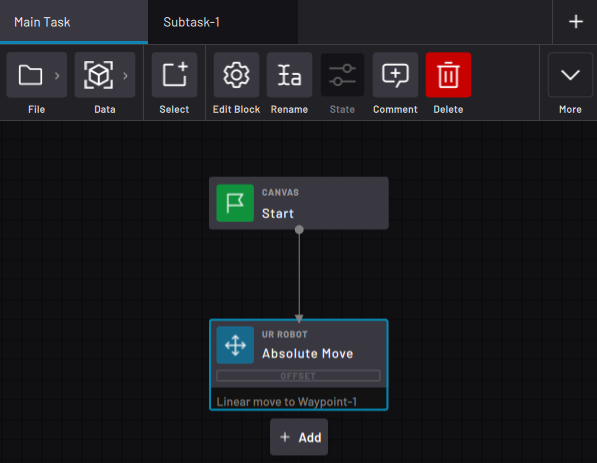 Main Task
Subtask-1
+
File
Data
Select
Edit Block
Rename
State
Comment
Delete
More
CANVAS
Start
UR ROBOT
Absolute Move
OFFSET
Linear move to Waypoint-1
+ Add